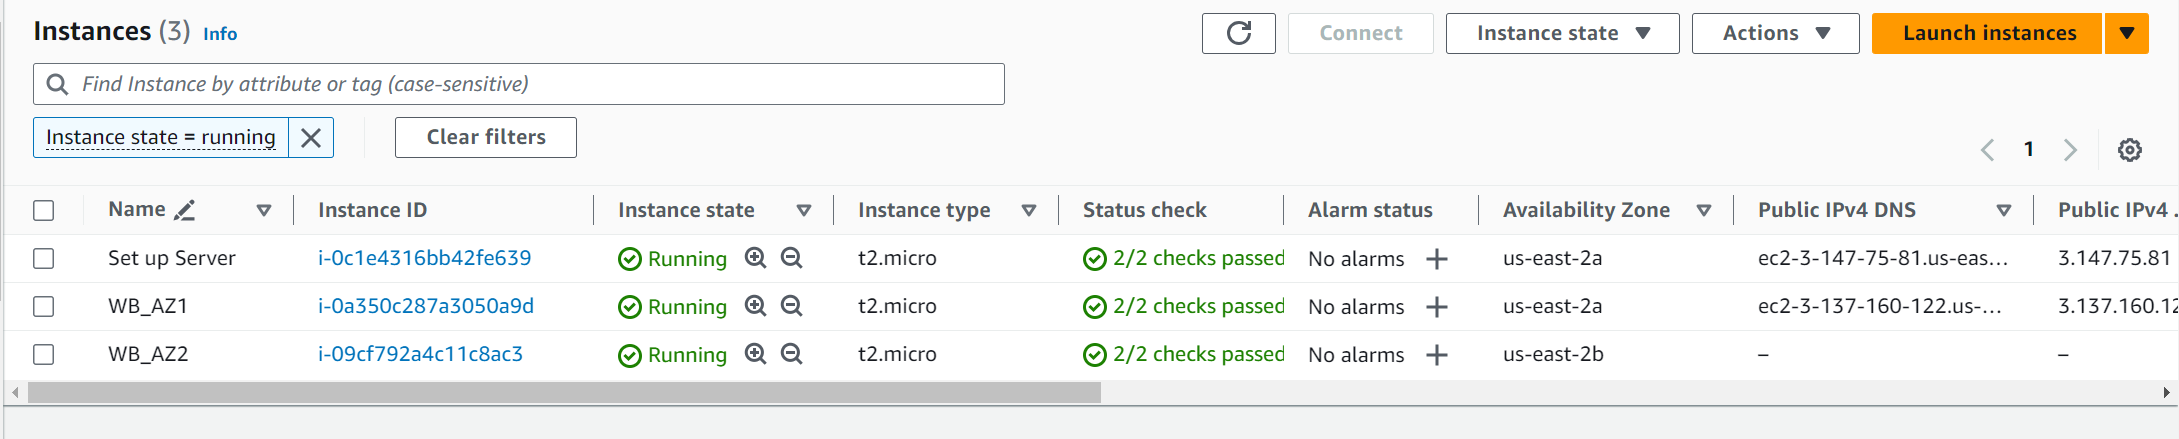 Instances (3) Info
Connect Instance state Actions Launch instances
Find Instance by attribute or tag (case-sensitive)
Instance state = running Clear filters
1
Name Instance ID Instance state Instance type Status check Alarm status Availability Zone Public IPv4 DNS Public IPv4 .
Set up Server i-0c1e4316bb42fe639 Running t2.micro 2/2 checks passed No alarms us-east-2a ec2-3-147-75-81.us-eas... 3.147.75.81
WB_AZ1 i-0a350c287a3050a9d Running t2.micro 2/2 checks passed No alarms us-east-2a ec2-3-137-160-122.us-... 3.137.160.12
WB_AZ2 i-09cf792a4c11c8ac3 Running t2.micro 2/2 checks passed No alarms us-east-2b – –